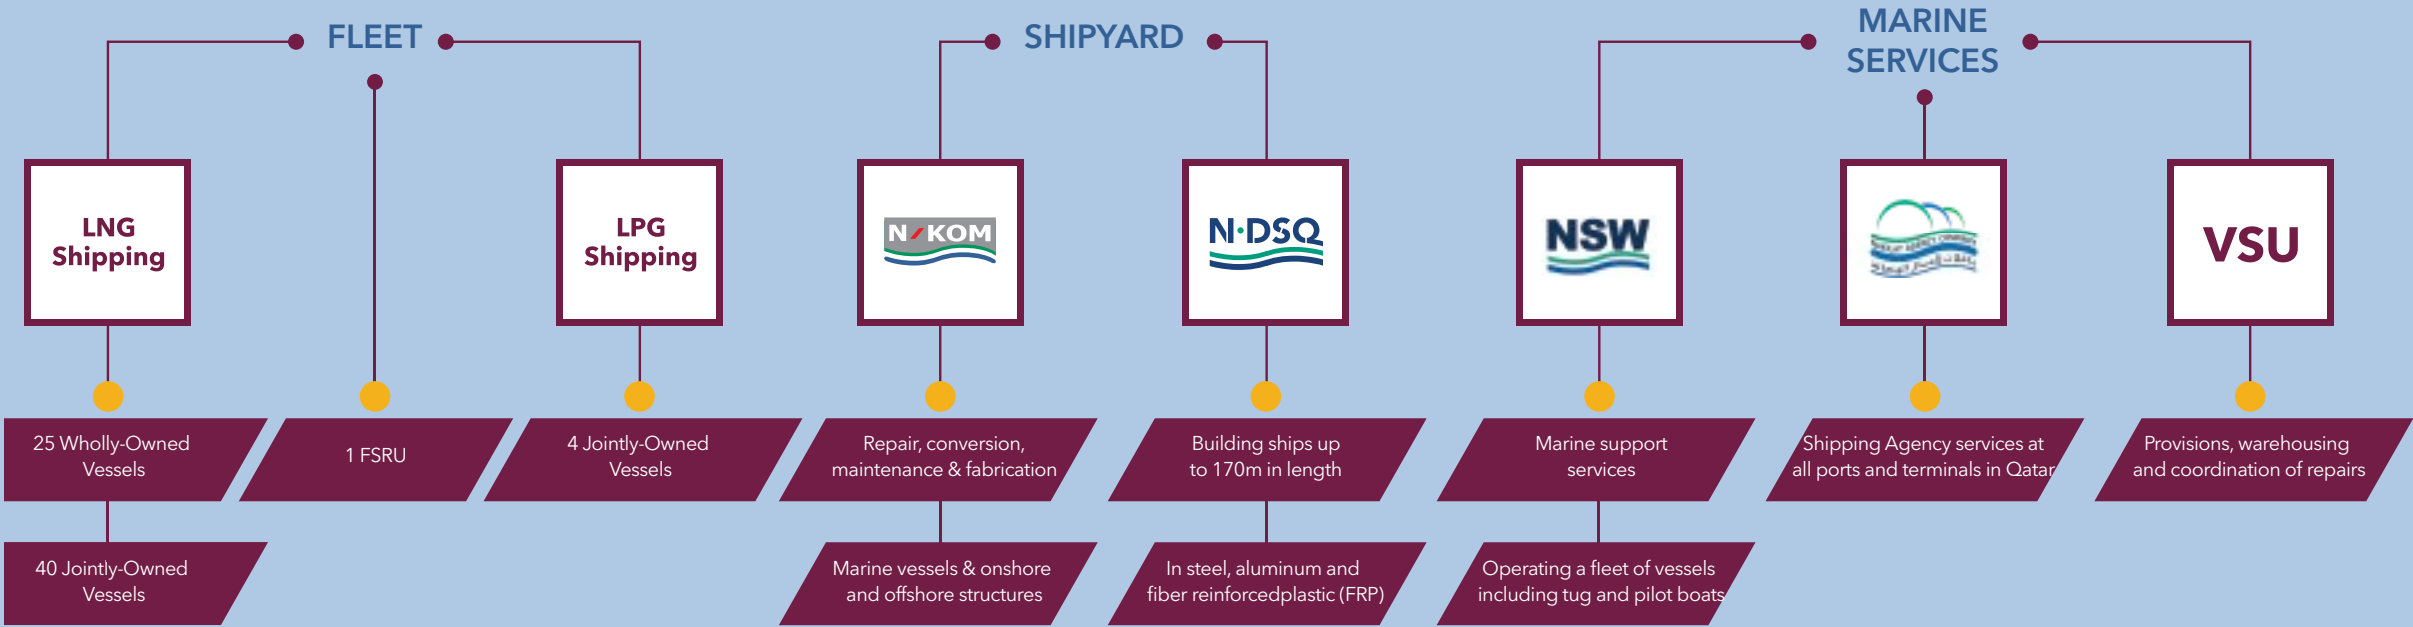 FLEET
SHIPYARD
MARINE
SERVICES
LNG
Shipping
LPG
Shipping
N KOM
N·DSQ
NSW
VSU
25 Wholly-Owned
Vessels
1 FSRU
4 Jointly-Owned
Vessels
Repair, conversion,
maintenance & fabrication
Building ships up
to 170m in length
Marine support
services
Shipping Agency services at
all ports and terminals in Qatar
Provisions, warehousing
and coordination of repairs
40 Jointly-Owned
Vessels
Marine vessels & onshore
and offshore structures
In steel, aluminum and
fiber reinforcedplastic (FRP)
Operating a fleet of vessels
including tug and pilot boats